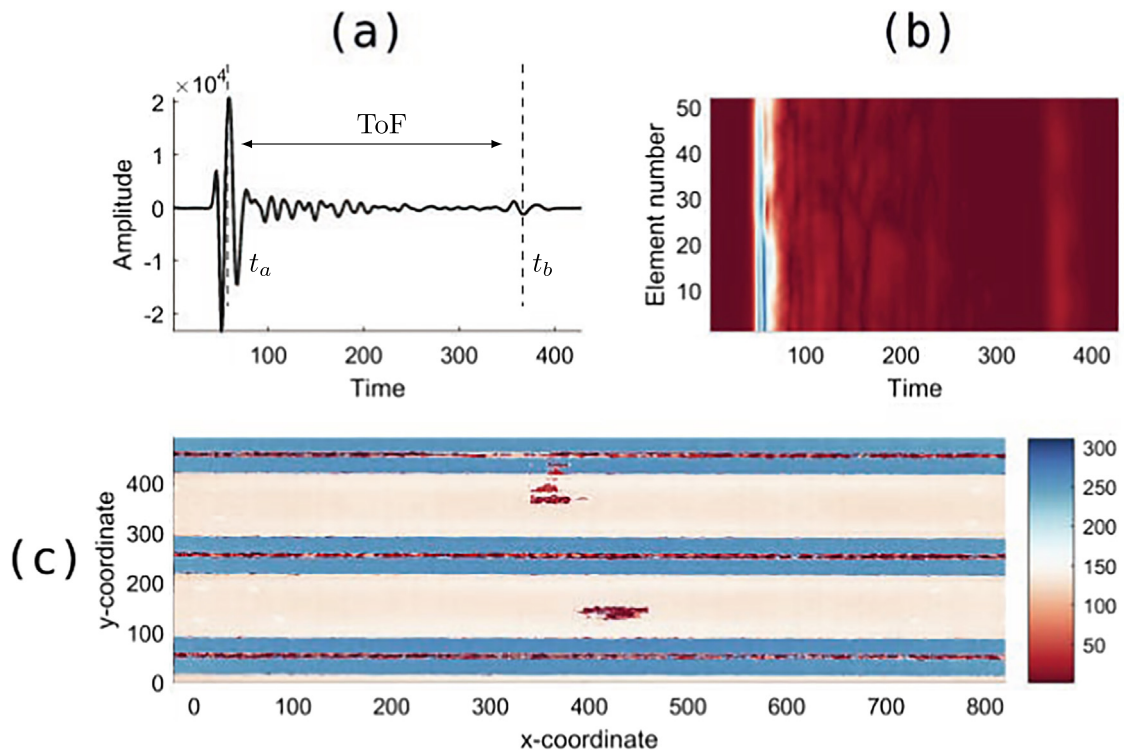 (a)
× 10⁴
2
1
0
-1
-2
Amplitude
ToF
tₐ
t_b
100 200 300 400
Time
(b)
50
40
30
20
10
Element number
100 200 300 400
Time
(c)
400
300
200
100
0
y-coordinate
0 100 200 300 400 500 600 700 800
x-coordinate
300
250
200
150
100
50